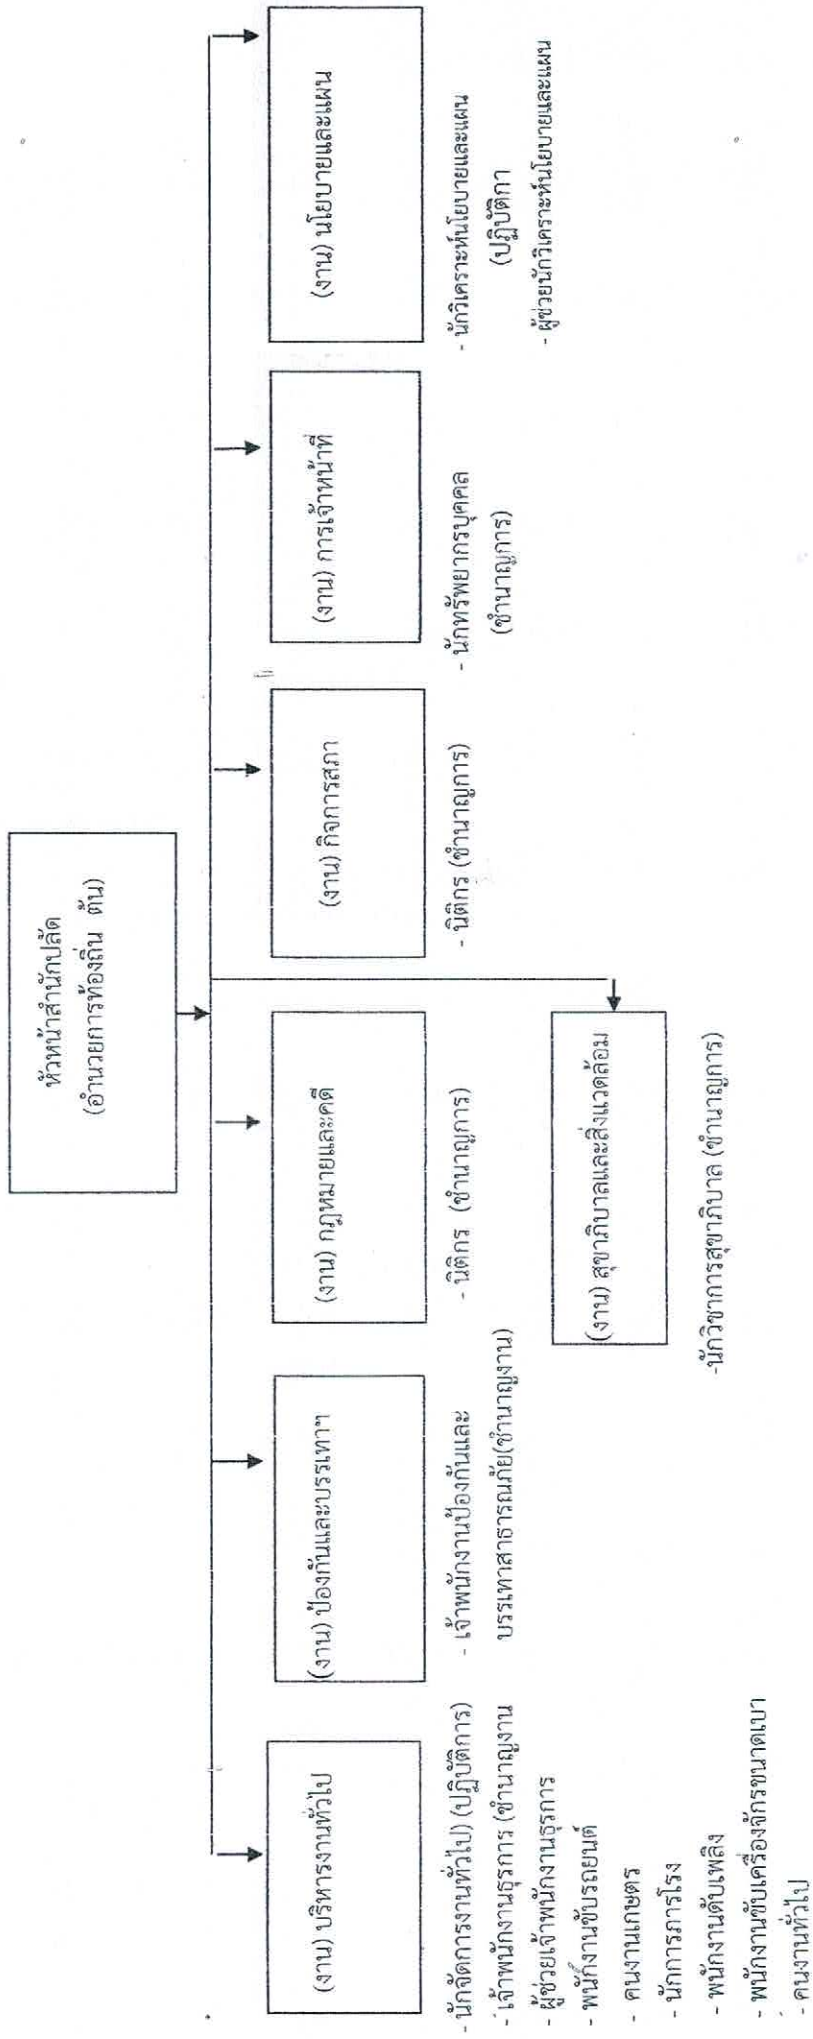 หัวหน้าสำนักปลัด
(อำนวยการท้องถิ่น ต้น)
(งาน) บริหารงานทั่วไป
- นักจัดการงานทั่วไป) (ปฏิบัติการ)
- เจ้าพนักงานธุรการ (ชำนาญงาน
- ผู้ช่วยเจ้าพนักงานธุรการ
- พนักงานขับรถยนต์
- คนงานเกษตร
- นักการภารโรง
- พนักงานดับเพลิง
- พนักงานขับเครื่องจักรขนาดเบา
- คนงานทั่วไป
(งาน) ป้องกันและบรรเทาฯ
- เจ้าพนักงานป้องกันและ
บรรเทาสาธารณภัย(ชำนาญงาน)
(งาน) กฎหมายและคดี
- นิติกร (ชำนาญการ)
(งาน) กิจการสภา
- นิติกร (ชำนาญการ)
(งาน) การเจ้าหน้าที่
- นักทรัพยากรบุคคล
(ชำนาญการ)
(งาน) นโยบายและแผน
- นักวิเคราะห์นโยบายและแผน
(ปฏิบัติกา
- ผู้ช่วยนักวิเคราะห์นโยบายและแผน
(งาน) สุขาภิบาลและสิ่งแวดล้อม
-นักวิชาการสุขาภิบาล (ชำนาญการ)